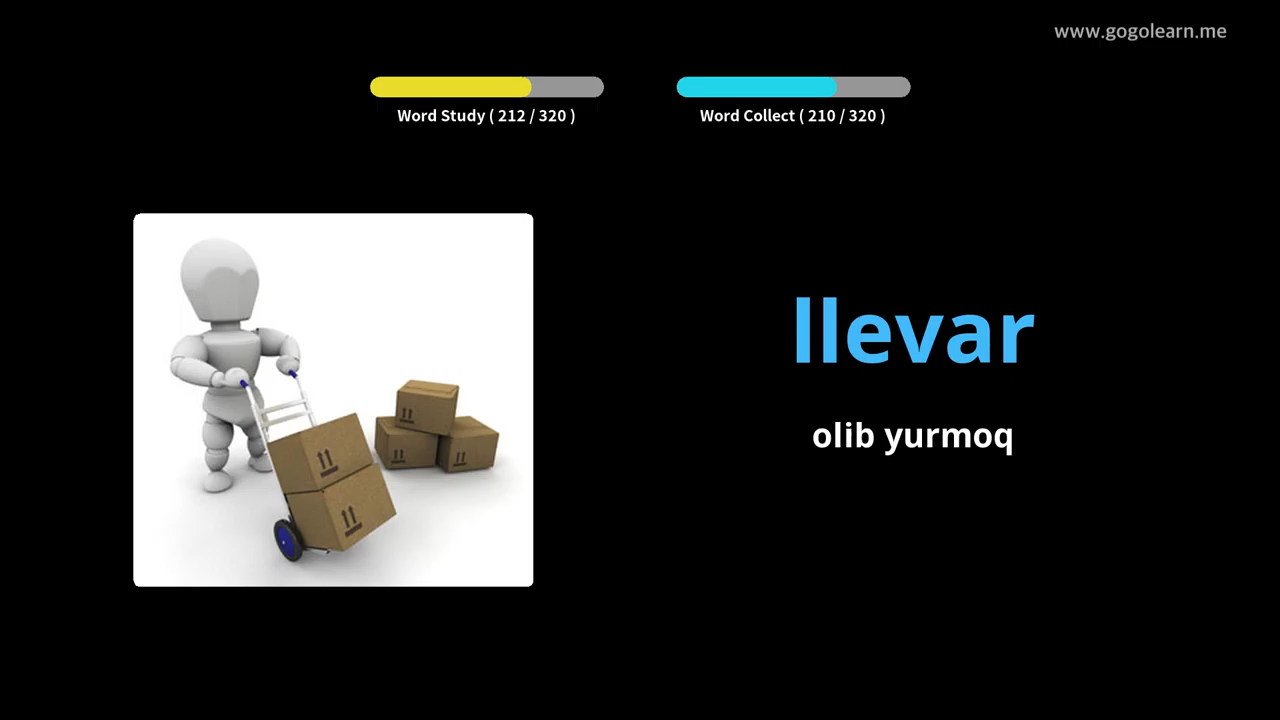 www.gogolearn.me
Word Study ( 212 / 320 )
Word Collect ( 210 / 320 )
llevar
olib yurmoq